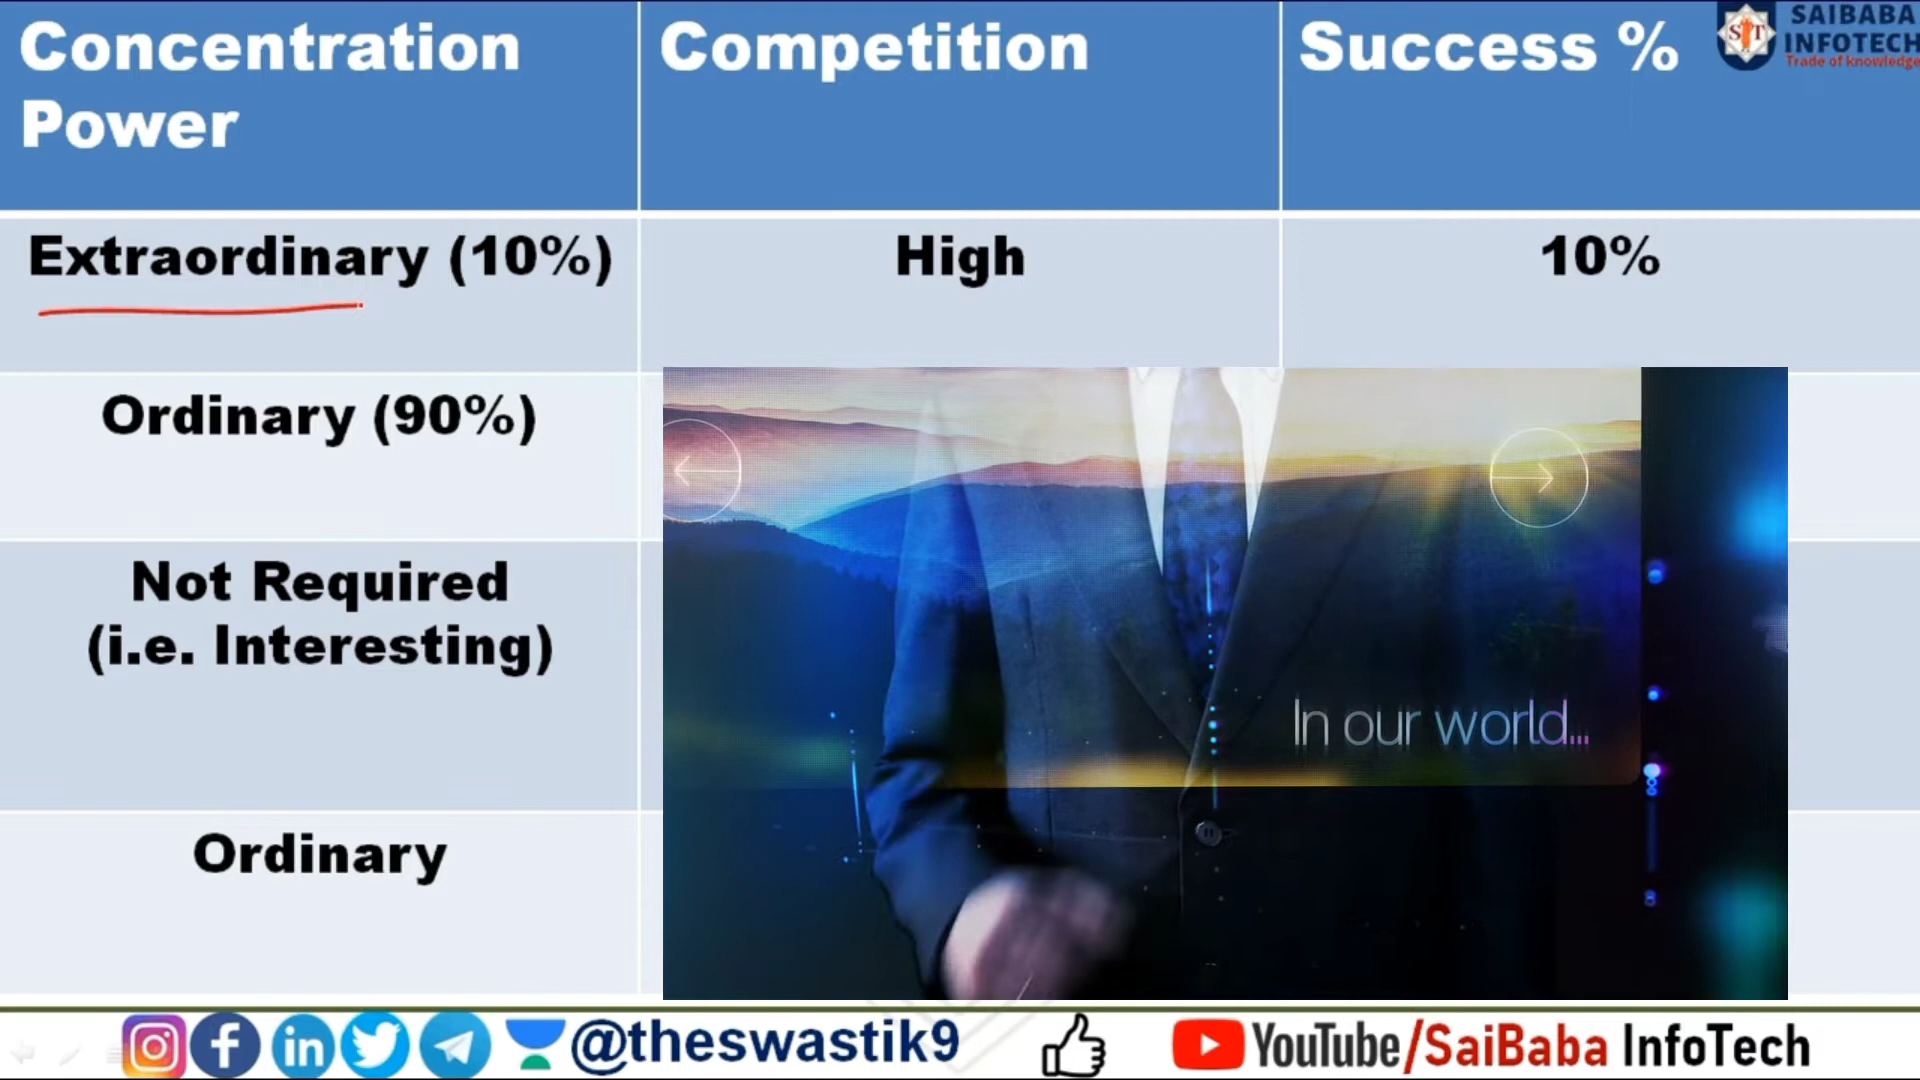 Concentration Power
Competition
Success %
SAIBABA
INFOTECH
Trade of knowledge
SIT
Extraordinary (10%)
High
10%
Ordinary (90%)
Not Required
(i.e. Interesting)
In our world...
Ordinary
@theswastik9
YouTube/SaiBaba InfoTech